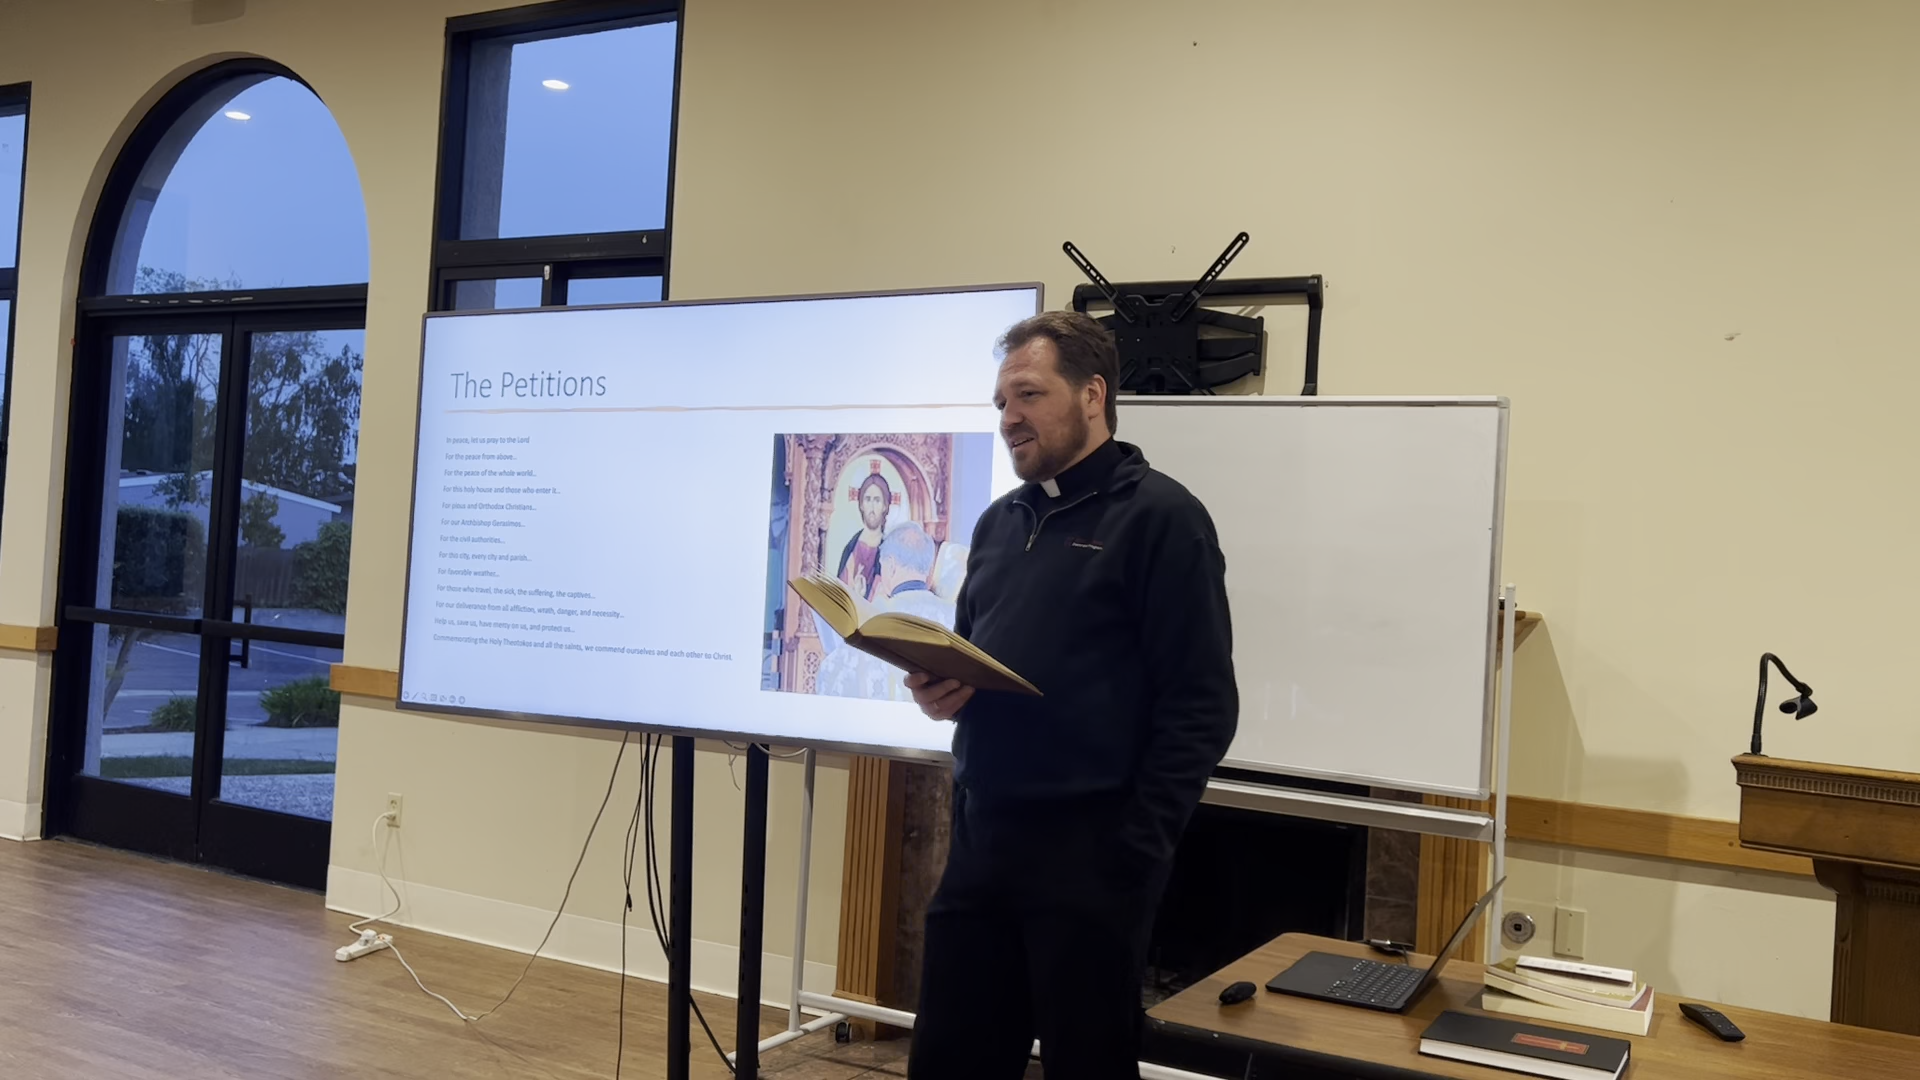 The Petitions
In peace, let us pray to the Lord
For the peace from above...
For the peace of the whole world...
For this holy house and those who enter it...
For pious and Orthodox Christians...
For our Archbishop Gerasimos...
For the civil authorities...
For this city, every city and parish...
For favorable weather...
For those who travel, the sick, the suffering, the captives...
For our deliverance from all affliction, wrath, danger, and necessity...
Help us, save us, have mercy on us, and protect us...
Commemorating the Holy Theotokos and all the saints, we commend ourselves and each other to Christ.